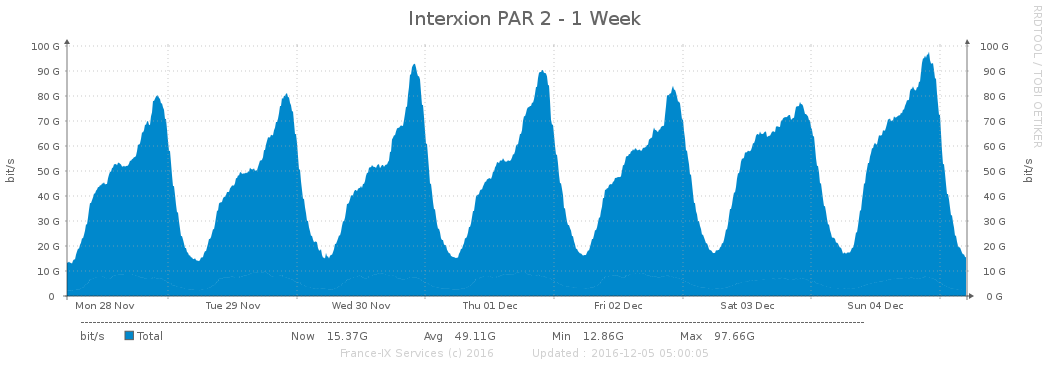 Interxion PAR 2 - 1 Week
RRDTOOL / TOBI OETIKER
100 G 100 G
90 G 90 G
80 G 80 G
70 G 70 G
60 G 60 G
50 G 50 G
40 G 40 G
30 G 30 G
20 G 20 G
10 G 10 G
0 0 G
bit/s
bit/s
Mon 28 Nov Tue 29 Nov Wed 30 Nov Thu 01 Dec Fri 02 Dec Sat 03 Dec Sun 04 Dec
bit/s Total Now 15.37G Avg 49.11G Min 12.86G Max 97.66G
France-IX Services (c) 2016 Updated : 2016-12-05 05:00:05